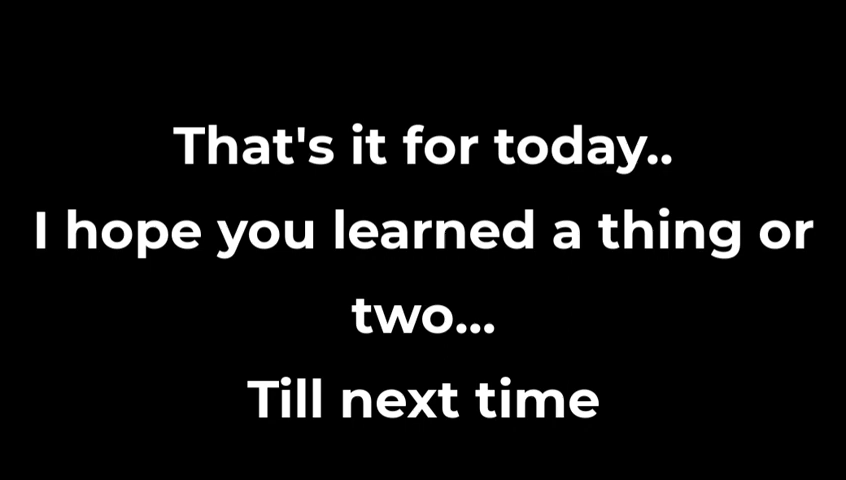 That's it for today..
I hope you learned a thing or
two...
Till next time